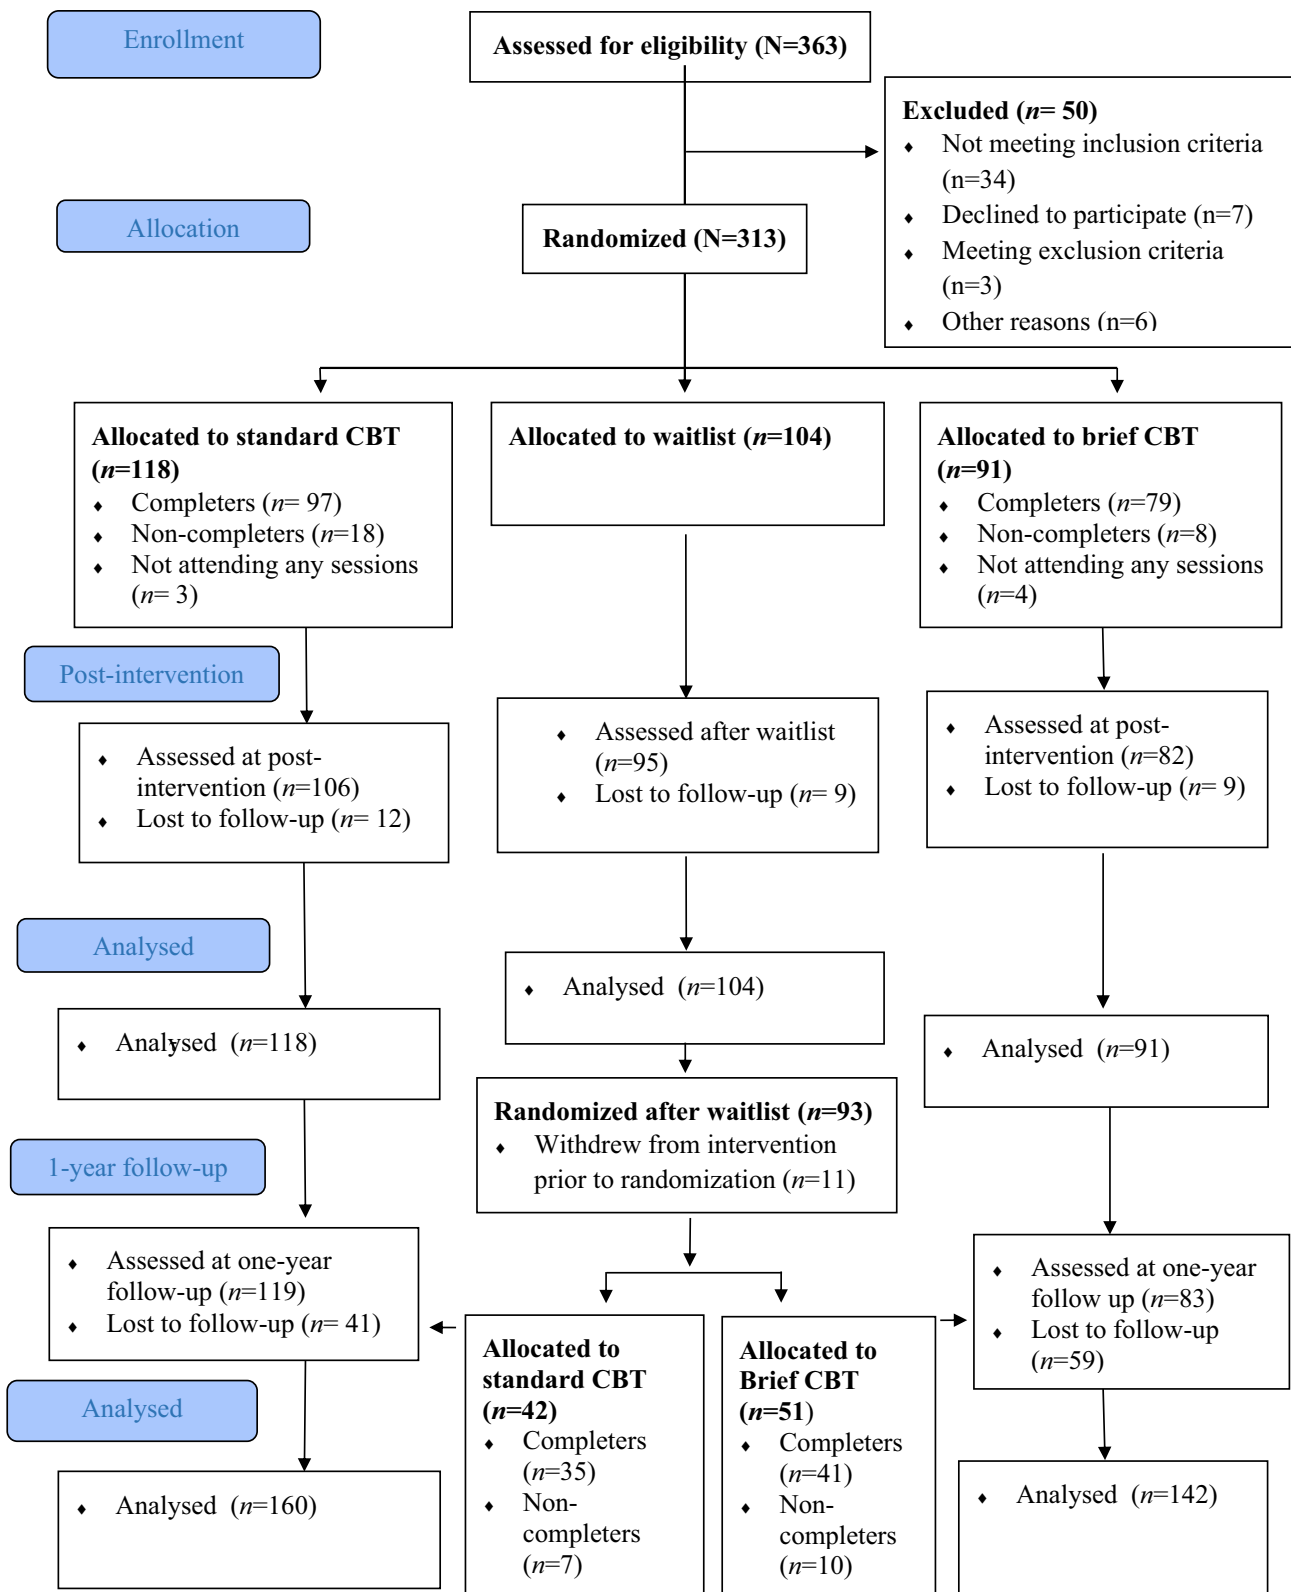 Enrollment
Assessed for eligibility (N=363)
Excluded (n= 50)
♦ Not meeting inclusion criteria
(n=34)
♦ Declined to participate (n=7)
♦ Meeting exclusion criteria
(n=3)
♦ Other reasons (n=6)
Allocation
Randomized (N=313)
Allocated to standard CBT
(n=118)
♦ Completers (n= 97)
♦ Non-completers (n=18)
♦ Not attending any sessions
(n= 3)
Allocated to waitlist (n=104)
Allocated to brief CBT
(n=91)
♦ Completers (n=79)
♦ Non-completers (n=8)
♦ Not attending any sessions
(n=4)
Post-intervention
♦ Assessed at post-
intervention (n=106)
♦ Lost to follow-up (n= 12)
♦ Assessed after waitlist
(n=95)
♦ Lost to follow-up (n= 9)
♦ Assessed at post-
intervention (n=82)
♦ Lost to follow-up (n= 9)
Analysed
♦ Analysed (n=118)
♦ Analysed (n=104)
♦ Analysed (n=91)
Randomized after waitlist (n=93)
♦ Withdrew from intervention
prior to randomization (n=11)
1-year follow-up
♦ Assessed at one-year
follow-up (n=119)
♦ Lost to follow-up (n= 41)
Allocated to
standard CBT
(n=42)
♦ Completers
(n=35)
♦ Non-
completers
(n=7)
Allocated to
Brief CBT
(n=51)
♦ Completers
(n=41)
♦ Non-
completers
(n=10)
♦ Assessed at one-year
follow up (n=83)
♦ Lost to follow-up
(n=59)
Analysed
♦ Analysed (n=160)
♦ Analysed (n=142)